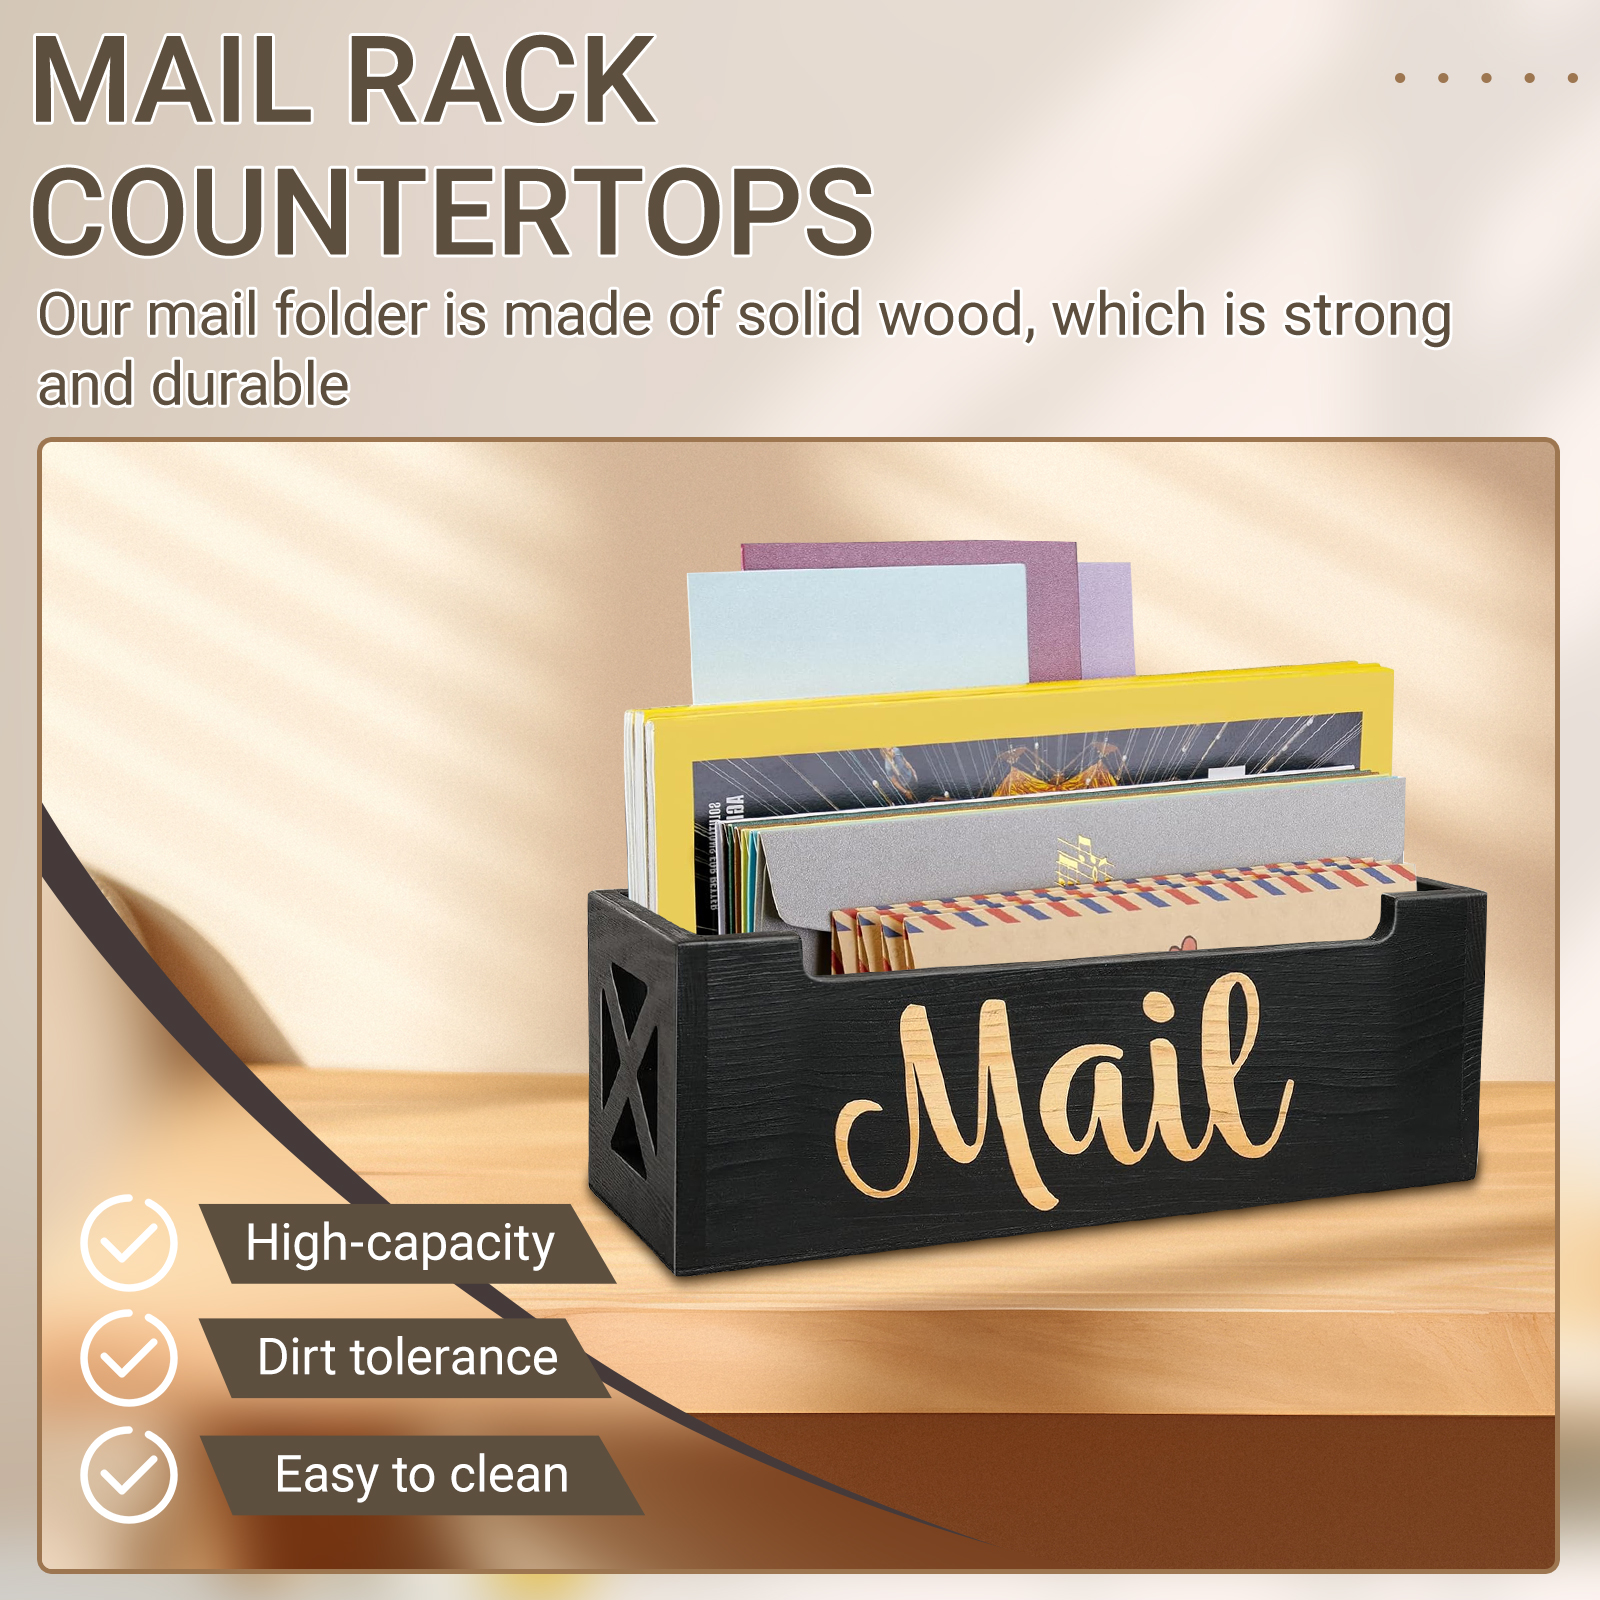 MAIL RACK
COUNTERTOPS
Our mail folder is made of solid wood, which is strong
and durable
Mail
High-capacity
Dirt tolerance
Easy to clean